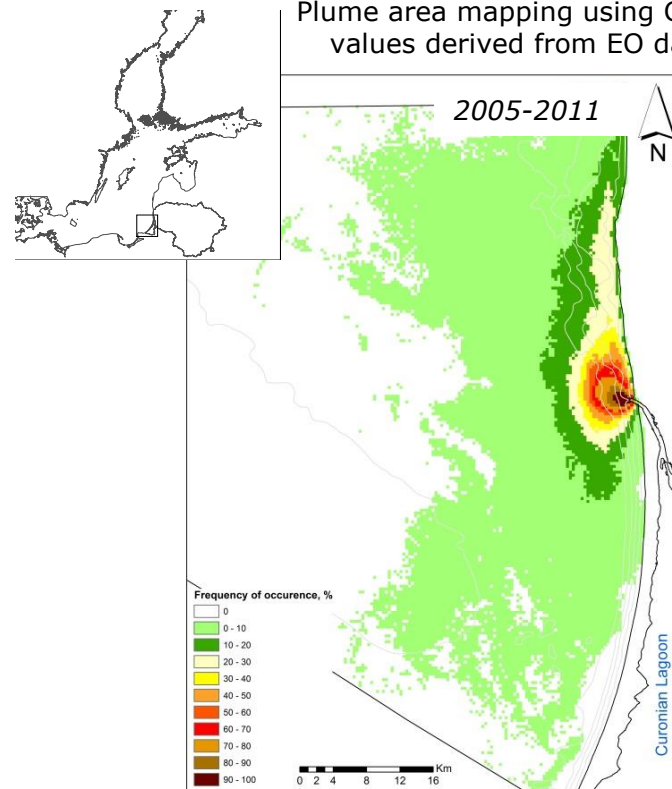 Plume area mapping using
values derived from EO
2005-2011
N
Frequency of occurence, %
0
0 - 10
10 - 20
20 - 30
30 - 40
40 - 50
50 - 60
60 - 70
70 - 80
80 - 90
90 - 100
0 2 4 8 12 16 Km
Curonian Lagoon